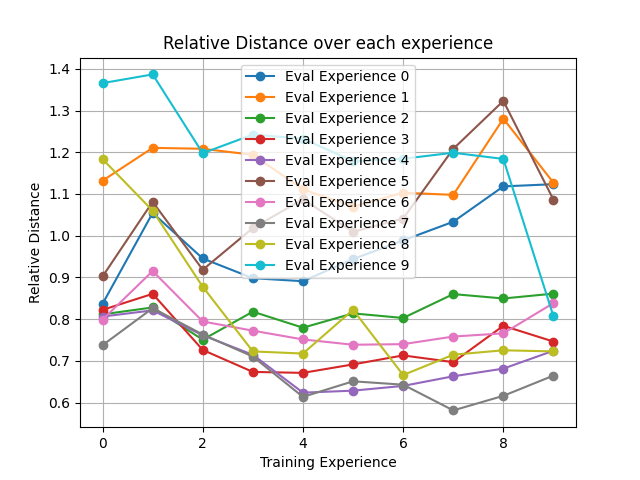 Relative Distance over each experience
1.4
1.3
1.2
1.1
1.0
0.9
0.8
0.7
0.6
Relative Distance
Eval Experience 0
Eval Experience 1
Eval Experience 2
Eval Experience 3
Eval Experience 4
Eval Experience 5
Eval Experience 6
Eval Experience 7
Eval Experience 8
Eval Experience 9
0 2 4 6 8
Training Experience